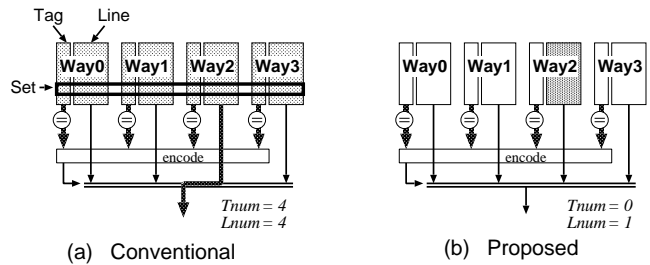 Tag Line
Way0 Way1 Way2 Way3
Set
= = = =
encode
Tnum = 4
Lnum = 4
(a) Conventional
Way0 Way1 Way2 Way3
= = = =
encode
Tnum = 0
Lnum = 1
(b) Proposed